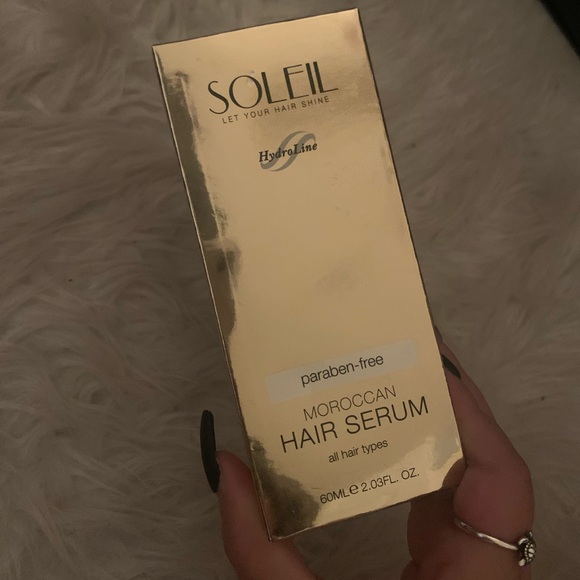 SOLEIL
LET YOUR HAIR SHINE
HydroLine
paraben-free
MOROCCAN
HAIR SERUM
all hair types
60ML℮ 2.03FL. OZ.